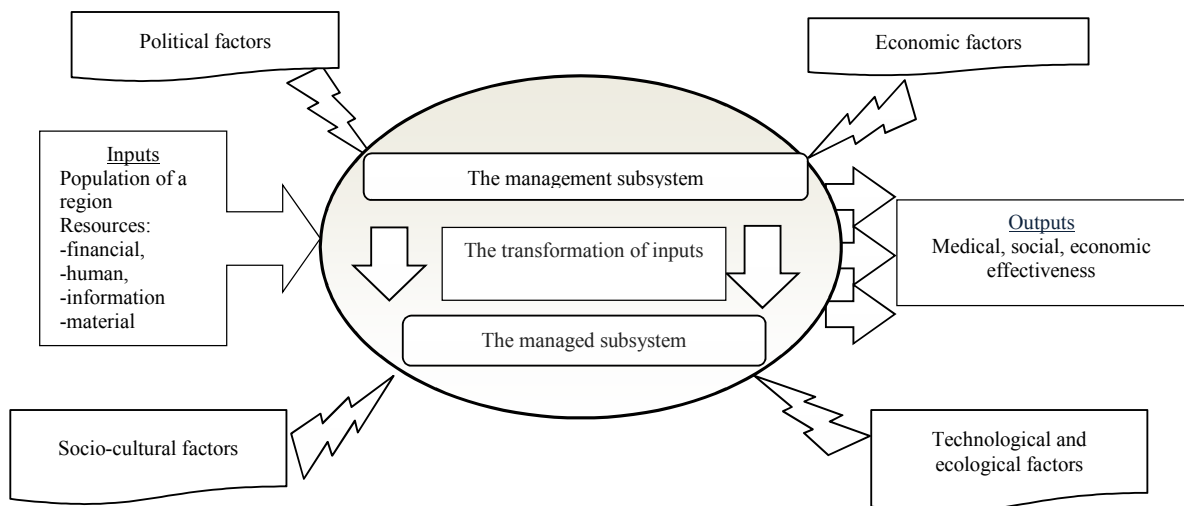 Political factors
Economic factors
Inputs
Population of a
region
Resources:
-financial,
-human,
-information
-material
The management subsystem
The transformation of inputs
The managed subsystem
Outputs
Medical, social, economic
effectiveness
Socio-cultural factors
Technological and
ecological factors